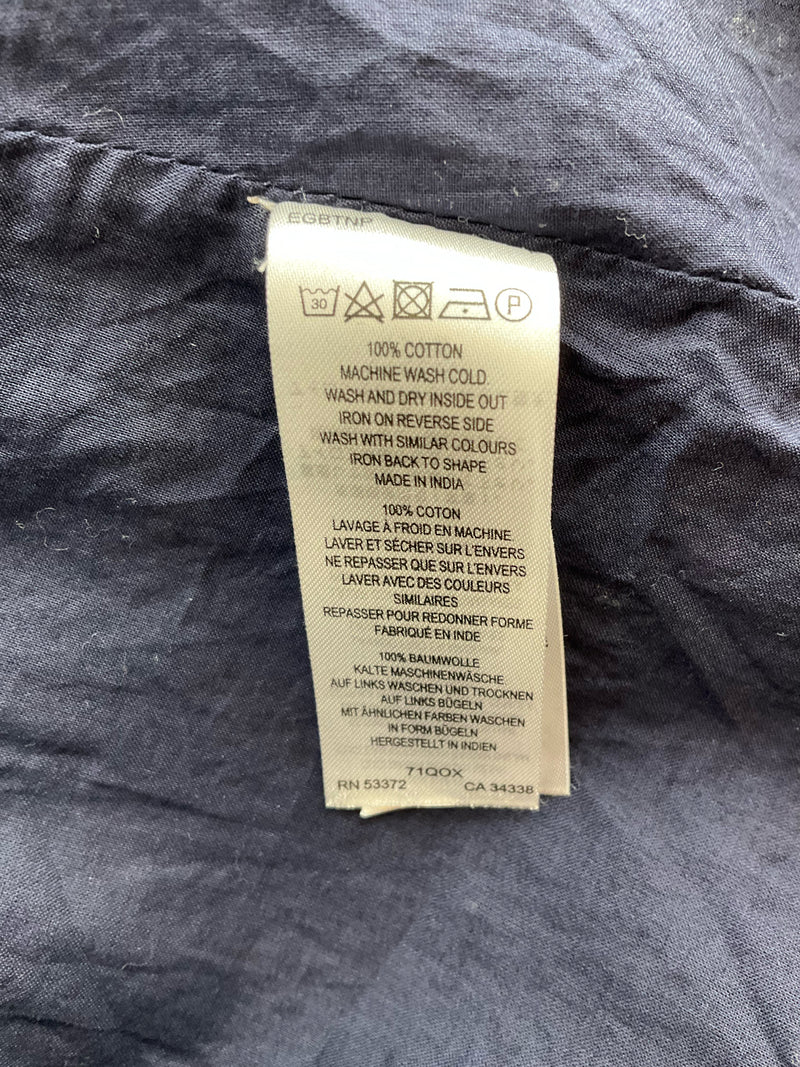 EGBTNF
30 P
100% COTTON
MACHINE WASH COLD.
WASH AND DRY INSIDE OUT
IRON ON REVERSE SIDE
WASH WITH SIMILAR COLOURS
IRON BACK TO SHAPE
MADE IN INDIA
100% COTON
LAVAGE À FROID EN MACHINE.
LAVER ET SÉCHER SUR L'ENVERS
NE REPASSER QUE SUR L'ENVERS
LAVER AVEC DES COULEURS
SIMILAIRES
REPASSER POUR REDONNER FORME
FABRIQUÉ EN INDE
100% BAUMWOLLE
KALTE MASCHINENWÄSCHE
AUF LINKS WASCHEN UND TROCKNEN
AUF LINKS BÜGELN
MIT ÄHNLICHEN FARBEN WASCHEN
IN FORM BÜGELN
HERGESTELLT IN INDIEN
71QOX
RN 53372 CA 34338